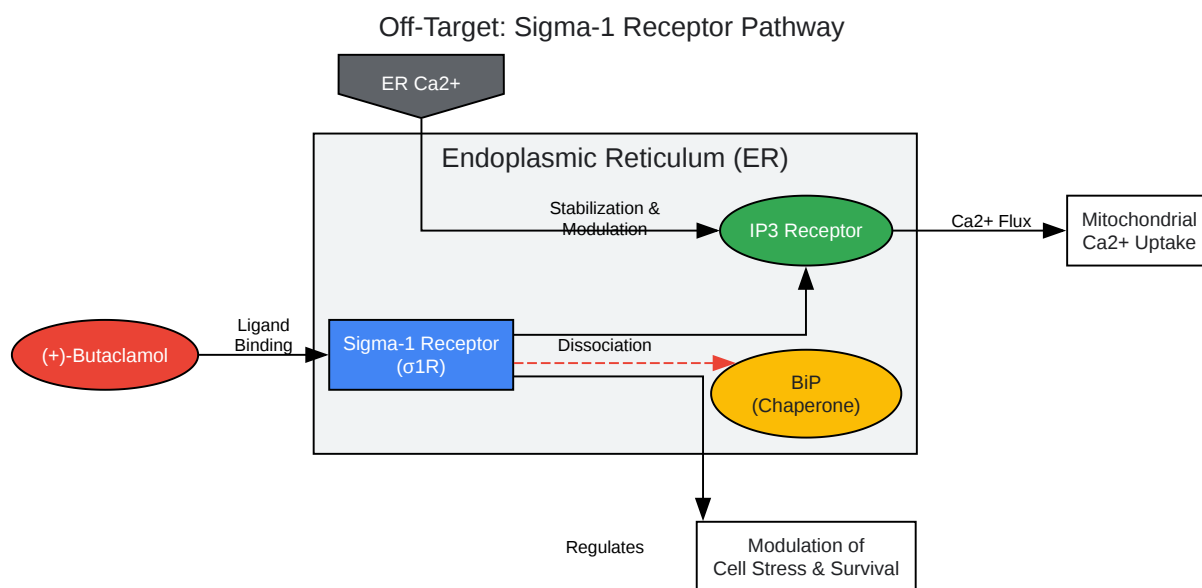 Off-Target: Sigma-1 Receptor Pathway
ER Ca2+
Endoplasmic Reticulum (ER)
Stabilization &
Modulation
IP3 Receptor
Ca2+ Flux
Mitochondrial
Ca2+ Uptake
Ligand
Binding
(+)-Butaclamol
Sigma-1 Receptor
(σ1R)
Dissociation
BiP
(Chaperone)
Regulates
Modulation of
Cell Stress & Survival